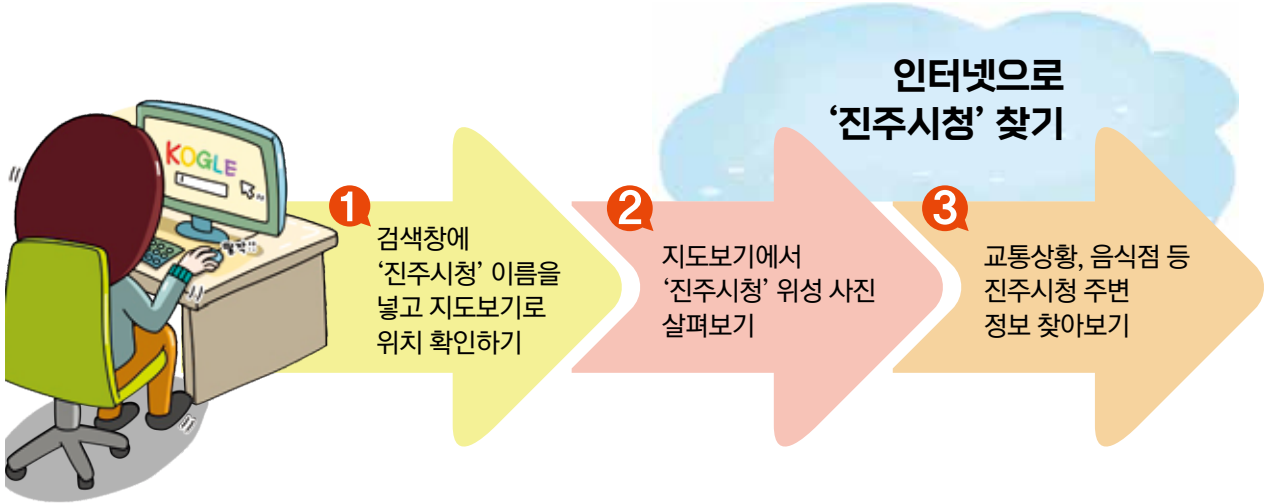 인터넷으로
‘진주시청’ 찾기
KOGLE
딸깍!!
1
검색창에
‘진주시청’ 이름을
넣고 지도보기로
위치 확인하기
2
지도보기에서
‘진주시청’ 위성 사진
살펴보기
3
교통상황, 음식점 등
진주시청 주변
정보 찾아보기